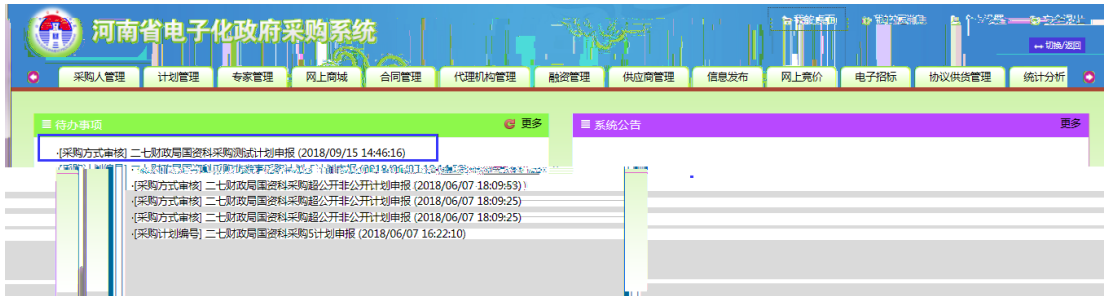 河南省电子化政府采购系统
切换/返回
采购人管理 计划管理 专家管理 网上商城 合同管理 代理机构管理 融资管理 供应商管理 信息发布 网上竞价 电子招标 协议供货管理 统计分析
待办事项 更多 系统公告 更多
·[采购方式审核] 二七财政局国资科采购测试计划申报 (2018/09/15 14:46:16)
·[采购方式审核] 二七财政局国资科采购超公开非公开计划申报 (2018/06/07 18:09:53)
·[采购方式审核] 二七财政局国资科采购超公开非公开计划申报 (2018/06/07 18:09:25)
·[采购方式审核] 二七财政局国资科采购超公开非公开计划申报 (2018/06/07 18:09:25)
·[采购计划编号] 二七财政局国资科采购5计划申报 (2018/06/07 16:22:10)